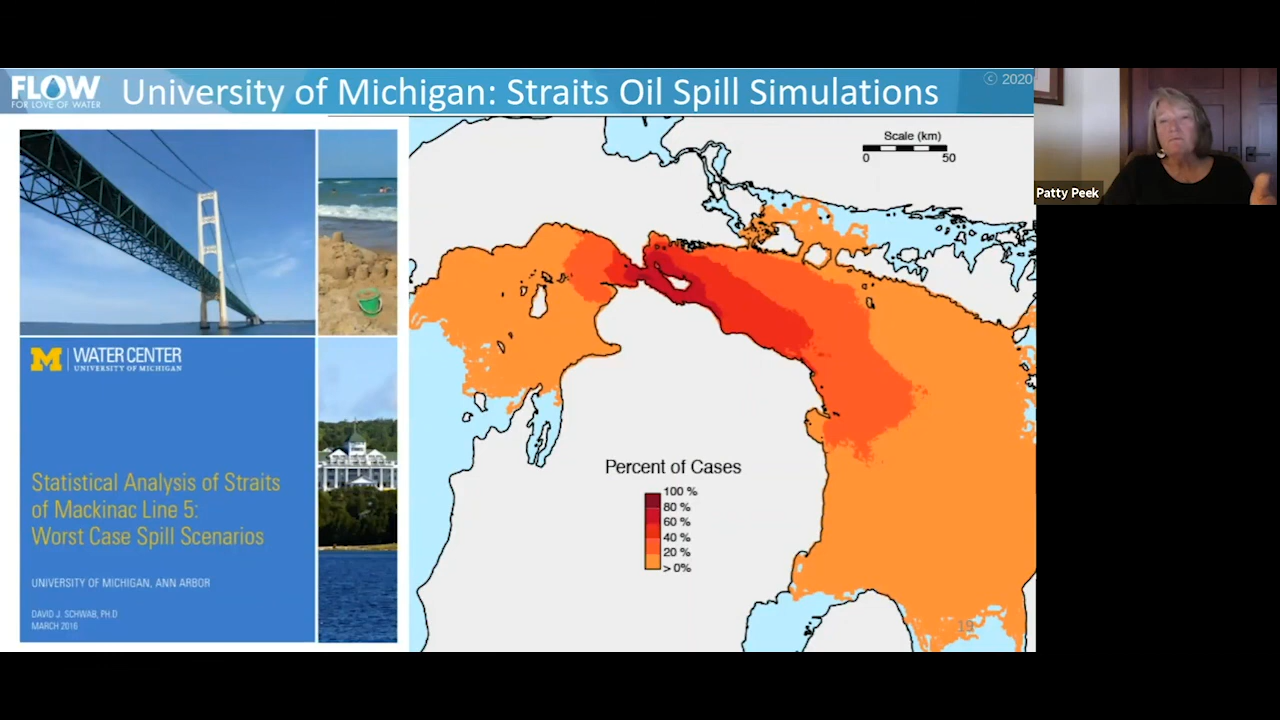 FLOW
FOR LOVE OF WATER
University of Michigan: Straits Oil Spill Simulations
© 2020
Patty Peek
Scale (km)
0 50
M | WATER CENTER
UNIVERSITY OF MICHIGAN
Statistical Analysis of Straits
of Mackinac Line 5:
Worst Case Spill Scenarios
UNIVERSITY OF MICHIGAN, ANN ARBOR
DAVID J. SCHWAB, PH.D
MARCH 2016
Percent of Cases
100 %
80 %
60 %
40 %
20 %
> 0%
19